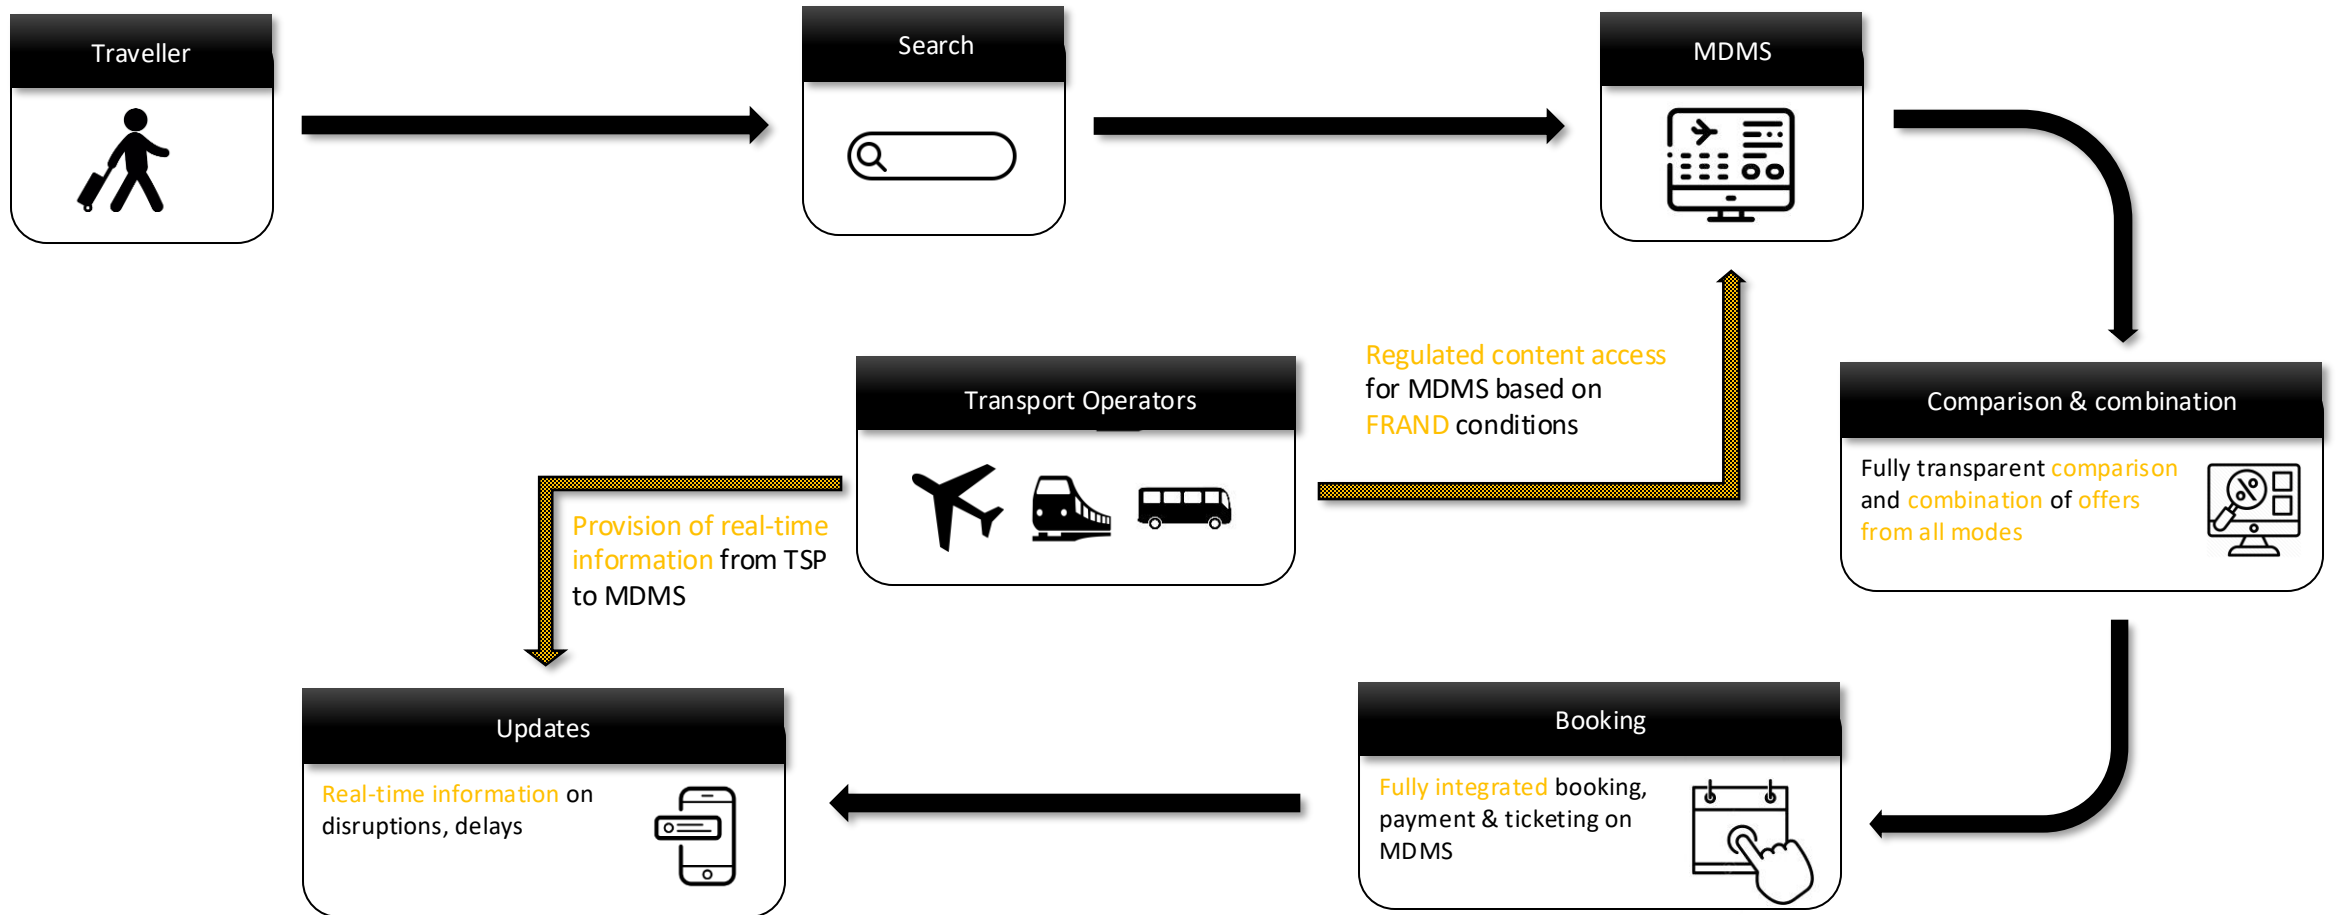 Traveller
Search
MDMS
Transport Operators
Regulated content access
for MDMS based on
FRAND conditions
Comparison & combination
Fully transparent comparison
and combination of offers
from all modes
Provision of real-time
information from TSP
to MDMS
Updates
Real-time information on
disruptions, delays
Booking
Fully integrated booking,
payment & ticketing on
MDMS